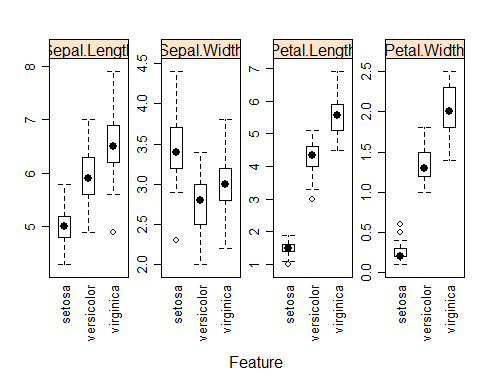 Sepal.Length Sepal.Width Petal.Length Petal.Width
5 6 7 8
2.0 2.5 3.0 3.5 4.0 4.5
1 2 3 4 5 6 7
0.0 0.5 1.0 1.5 2.0 2.5
setosa versicolor virginica setosa versicolor virginica setosa versicolor virginica setosa versicolor virginica
Feature